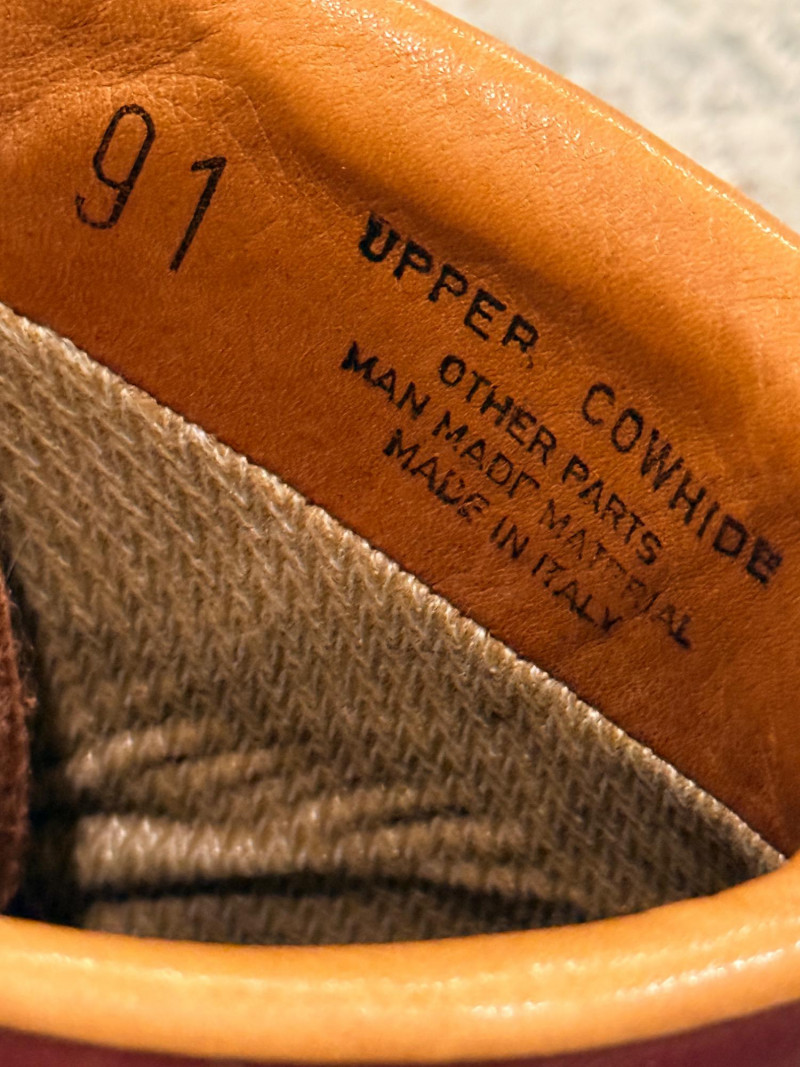 91
UPPER COWHIDE
OTHER PARTS
MAN MADE MATERIAL
MADE IN ITALY